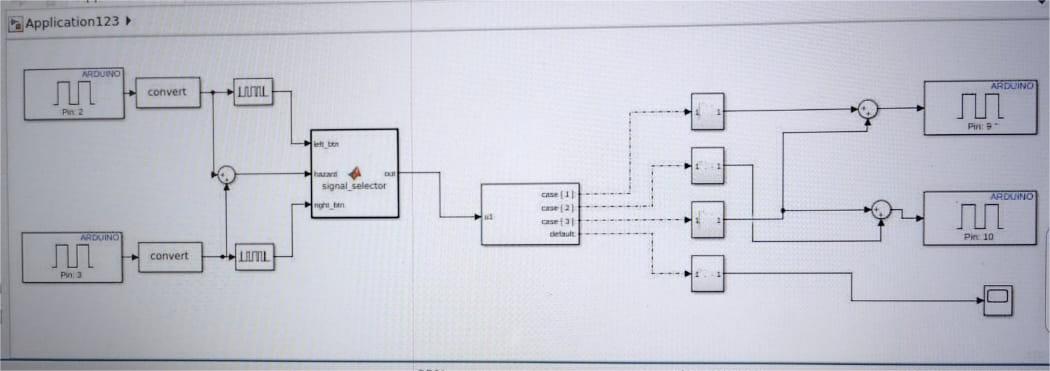 Application123
ARDUINO
Pin: 2
convert
left_btn
hazard
out
signal_selector
right_btn
ARDUINO
Pin: 3
convert
u1
case [ 1 ]:
case [ 2 ]:
case [ 3 ]:
default:
1 1
1 1
1 1
1 1
ARDUINO
Pin: 9
ARDUINO
Pin: 10